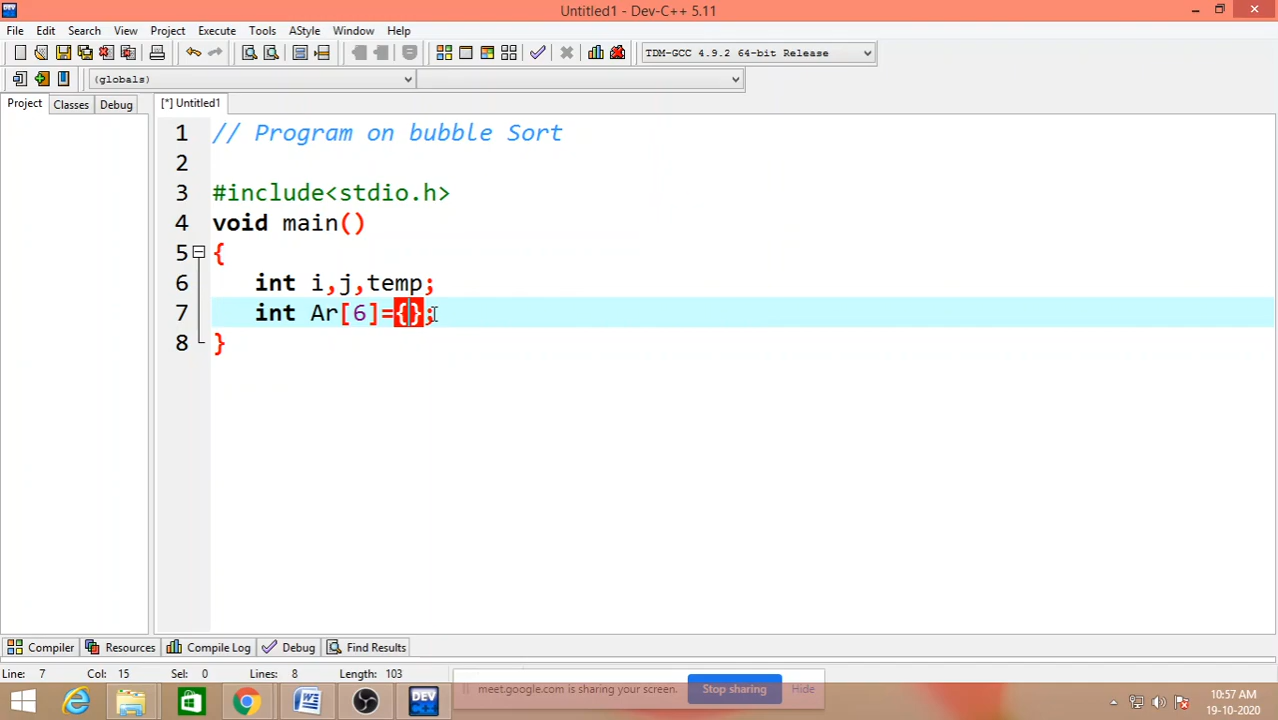 Untitled1 - Dev-C++ 5.11
File Edit Search View Project Execute Tools AStyle Window Help
TDM-GCC 4.9.2 64-bit Release
(globals)
Project Classes Debug [*] Untitled1
1 // Program on bubble Sort
2
3 #include<stdio.h>
4 void main()
5 {
6 int i,j,temp;
7 int Ar[6]={};
8 }
Compiler Resources Compile Log Debug Find Results
Line: 7 Col: 15 Sel: 0 Lines: 8 Length: 103
meet.google.com is sharing your screen. Stop sharing Hide
DEV C++
10:57 AM
19-10-2020